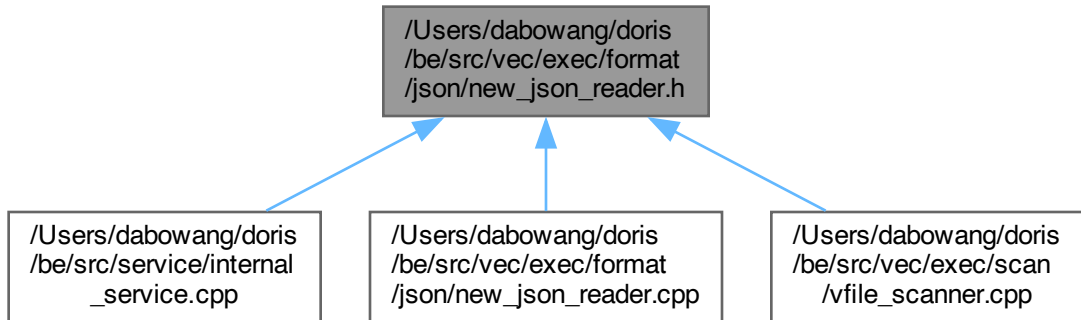 /Users/dabowang/doris
/be/src/vec/exec/format
/json/new_json_reader.h
/Users/dabowang/doris
/be/src/service/internal
_service.cpp
/Users/dabowang/doris
/be/src/vec/exec/format
/json/new_json_reader.cpp
/Users/dabowang/doris
/be/src/vec/exec/scan
/vfile_scanner.cpp